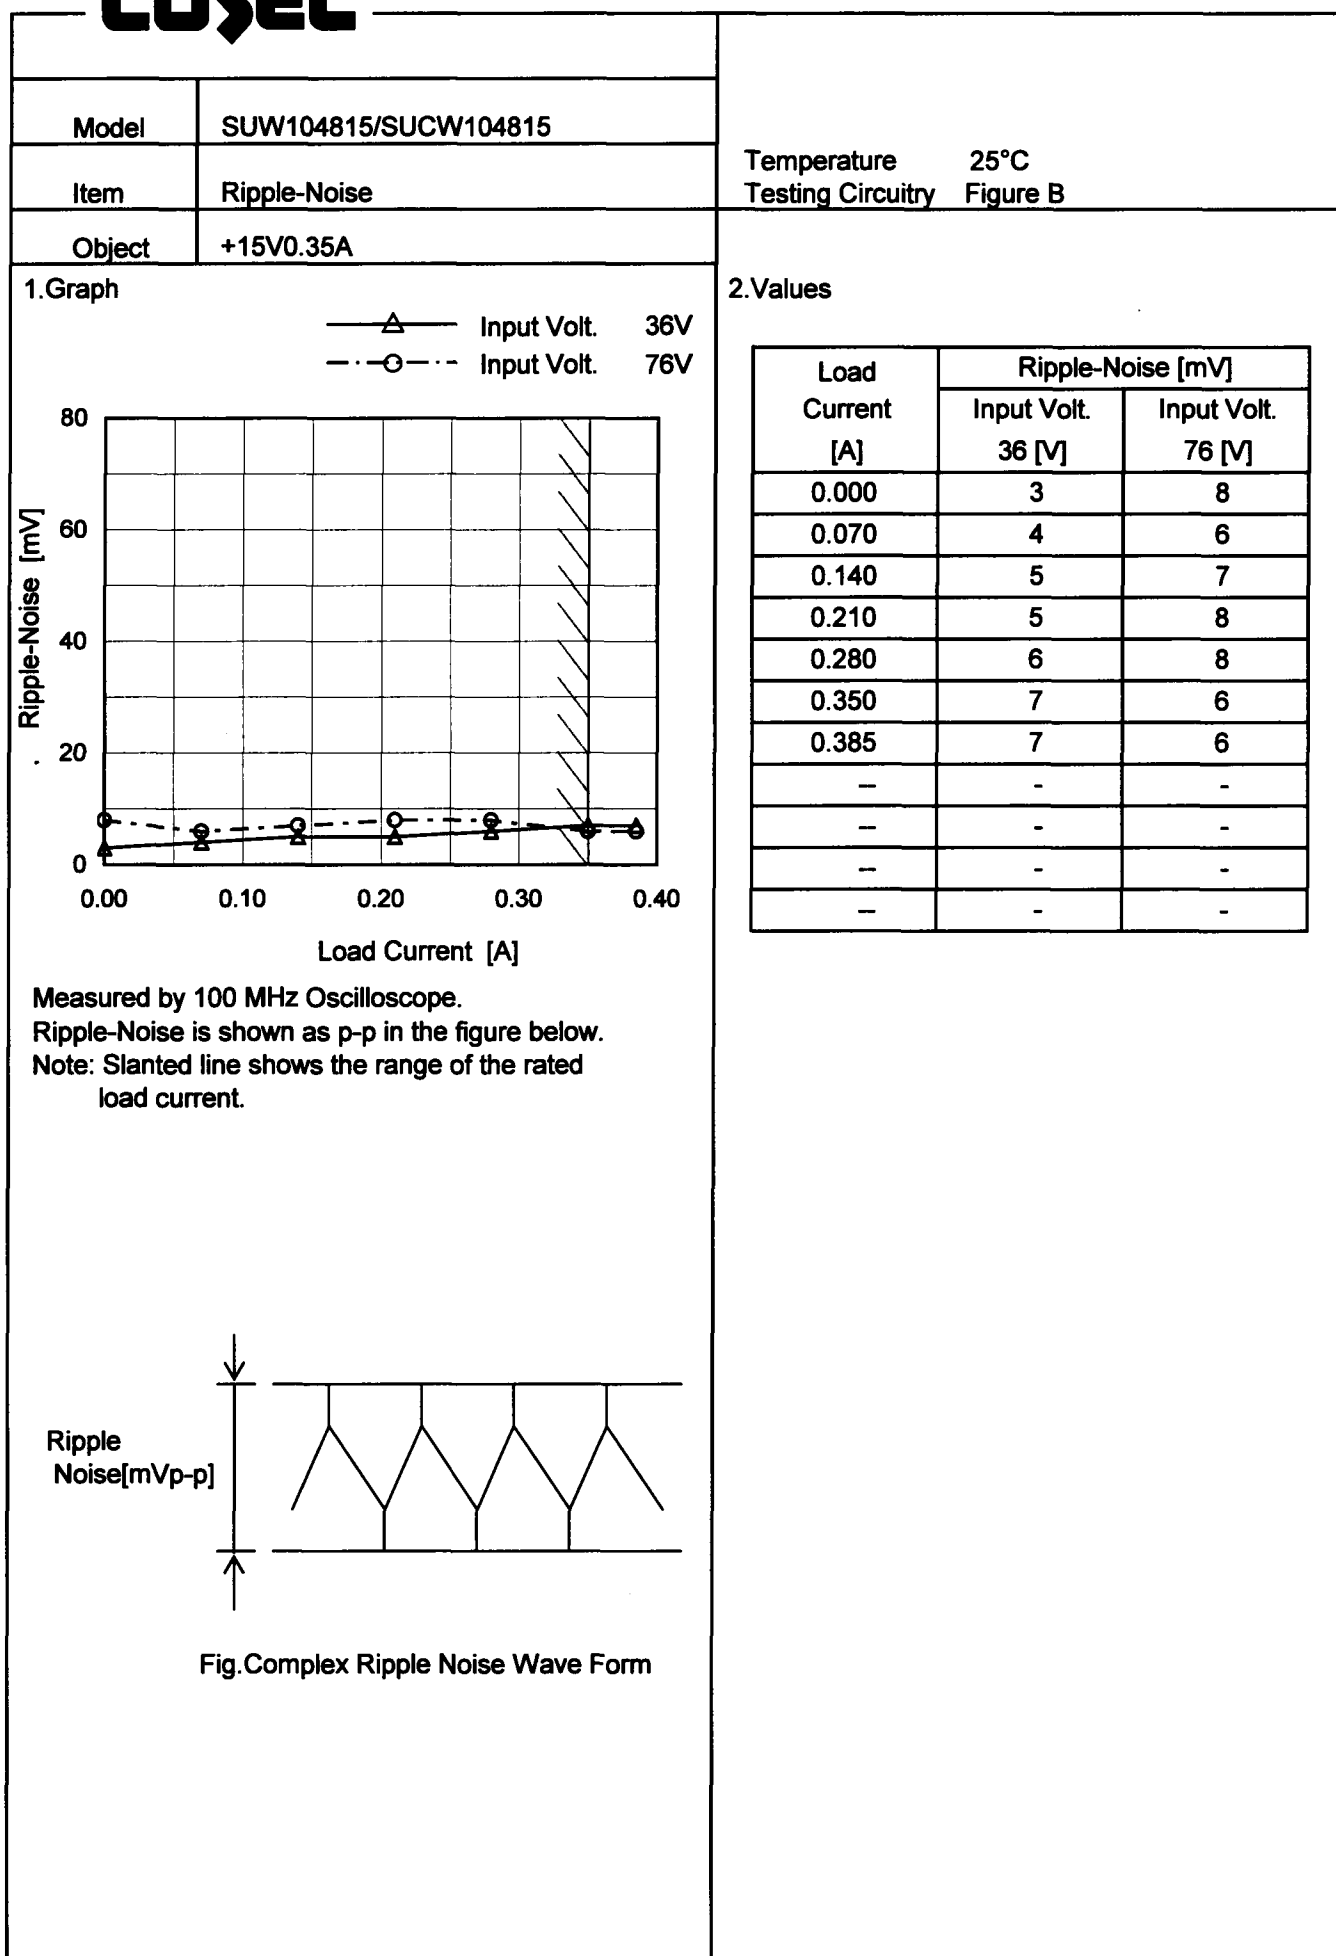 COSEL
Model SUW104815/SUCW104815
Item Ripple-Noise
Object +15V0.35A
Temperature 25°C
Testing Circuitry Figure B
1.Graph
Input Volt. 36V
Input Volt. 76V
Ripple-Noise [mV]
80
60
40
20
0
0.00 0.10 0.20 0.30 0.40
Load Current [A]
Measured by 100 MHz Oscilloscope.
Ripple-Noise is shown as p-p in the figure below.
Note: Slanted line shows the range of the rated
load current.
Ripple
Noise[mVp-p]
Fig.Complex Ripple Noise Wave Form
2.Values
Load Ripple-Noise [mV]
Current Input Volt. Input Volt.
[A] 36 [V] 76 [V]
0.000 3 8
0.070 4 6
0.140 5 7
0.210 5 8
0.280 6 8
0.350 7 6
0.385 7 6
-- - -
-- - -
-- - -
-- - -